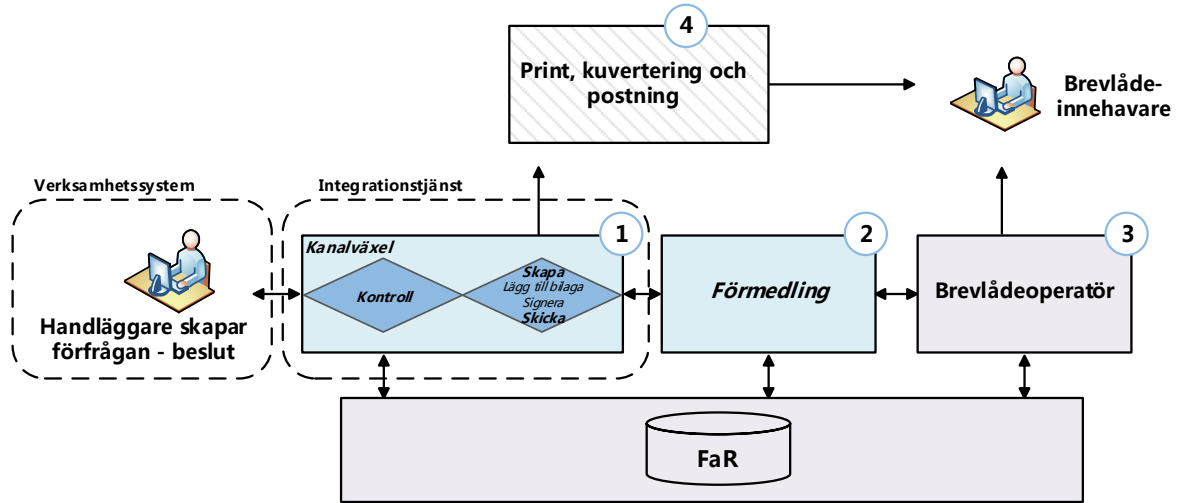 4
Print, kuvertering och
postning
Brevlåde-
innehavare
Verksamhetssystem
Integrationstjänst
Handläggare skapar
förfrågan - beslut
1
Kanalväxel
Kontroll
Skapa
Lägg till bilaga
Signera
Skicka
2
Förmedling
3
Brevlådeoperatör
FaR